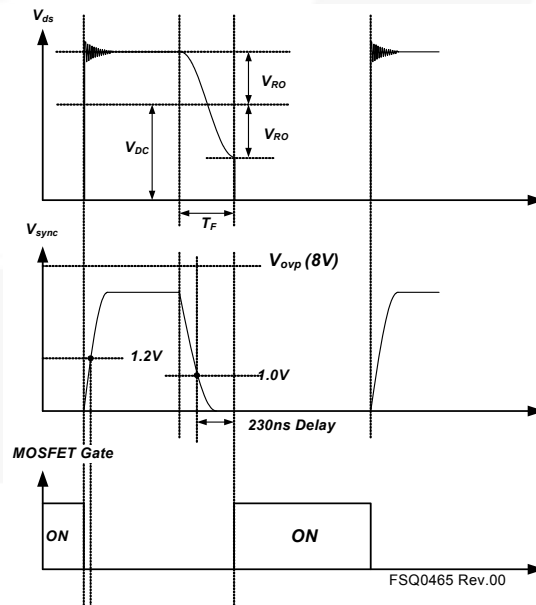 Vds
VRO
VRO
VDC
TF
Vsync
Vovp (8V)
1.2V
1.0V
230ns Delay
MOSFET Gate
ON
ON
FSQ0465 Rev.00